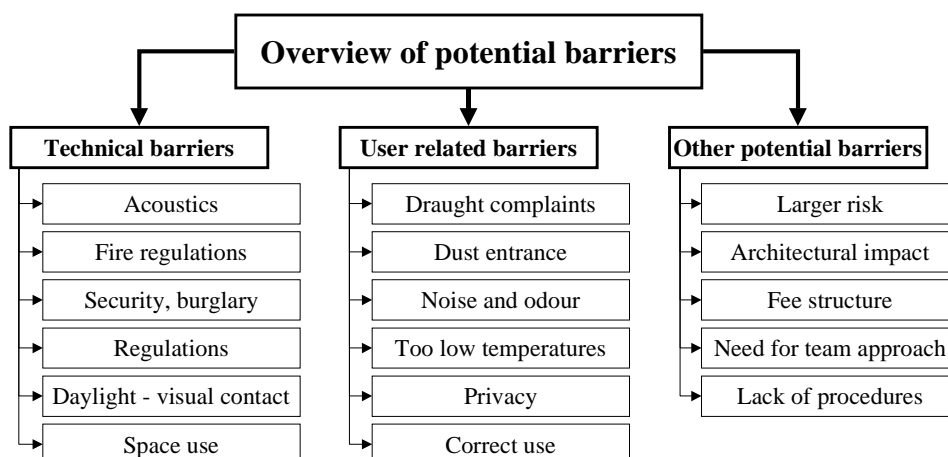 Overview of potential barriers
Technical barriers
Acoustics
Fire regulations
Security, burglary
Regulations
Daylight - visual contact
Space use
User related barriers
Draught complaints
Dust entrance
Noise and odour
Too low temperatures
Privacy
Correct use
Other potential barriers
Larger risk
Architectural impact
Fee structure
Need for team approach
Lack of procedures